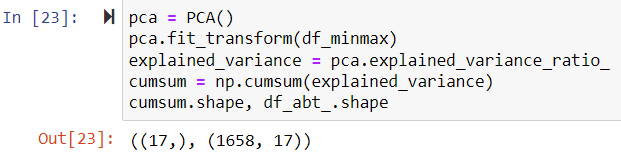 In [23]: pca = PCA()
pca.fit_transform(df_minmax)
explained_variance = pca.explained_variance_ratio_
cumsum = np.cumsum(explained_variance)
cumsum.shape, df_abt_.shape
Out[23]: ((17,), (1658, 17))